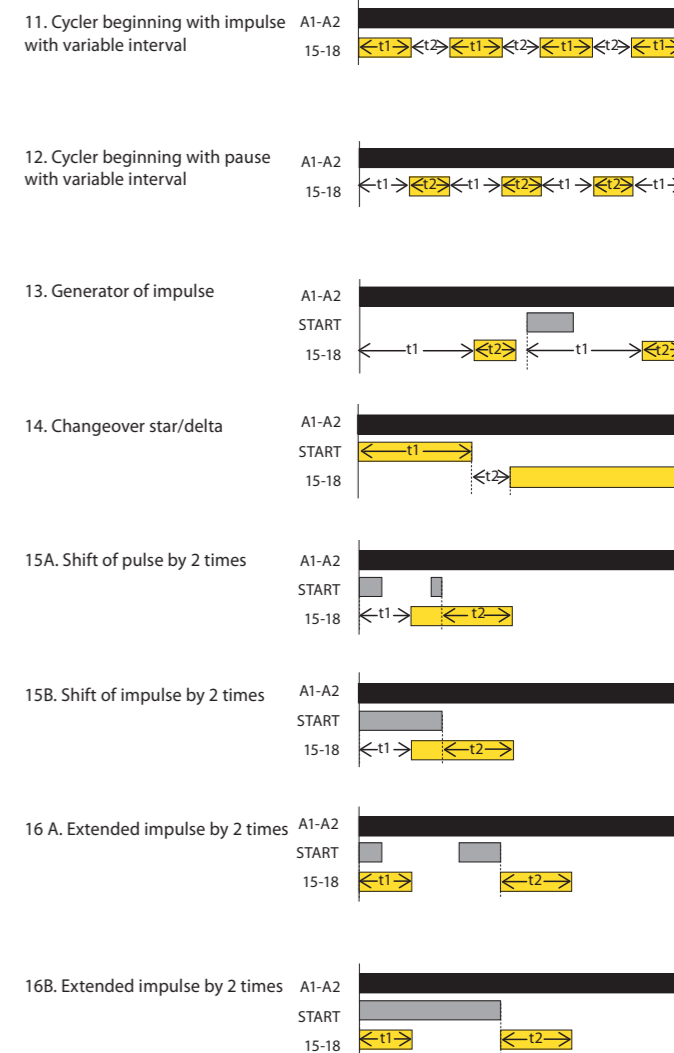 11. Cycler beginning with impulse
with variable interval
A1-A2
15-18
t1 t2 t1 t2 t1 t2 t1
12. Cycler beginning with pause
with variable interval
A1-A2
15-18
t1 t2 t1 t2 t1 t2 t1
13. Generator of impulse
A1-A2
START
15-18
t1 t2 t1 t2
14. Changeover star/delta
A1-A2
START
15-18
t1
t2
15A. Shift of pulse by 2 times
A1-A2
START
15-18
t1 t2
15B. Shift of impulse by 2 times
A1-A2
START
15-18
t1 t2
16 A. Extended impulse by 2 times
A1-A2
START
15-18
t1 t2
16B. Extended impulse by 2 times
A1-A2
START
15-18
t1 t2